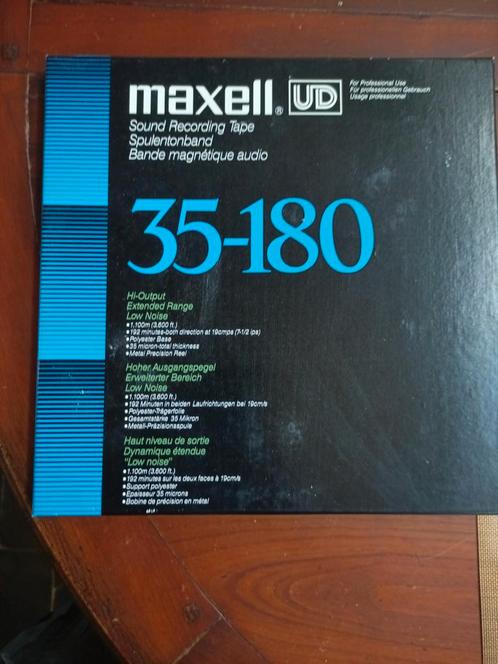 maxell® UD
For Professional Use
Für professionellen Gebrauch
Usage professionnel
Sound Recording Tape
Spulentonband
Bande magnétique audio
35-180
Hi-Output
Extended Range
Low Noise
•1,100m (3,600 ft.)
•192 minutes-both direction at 19cmps (7-1/2 ips)
•Polyester Base
•35 micron-total thickness
•Metal Precision Reel
Hoher Ausgangspegel
Erweiterter Bereich
Low Noise
•1.100m (3.600 ft.)
•192 Minuten in beiden Laufrichtungen bei 19cm/s
•Polyester-Trägerfolie
•Gesamtstärke 35 Mikron
•Metall-Präzisionsspule
Haut niveau de sortie
Dynamique étendue
"Low noise"
•1.100m (3.600 ft.)
•192 minutes sur les deux faces à 19cm/s
•Support polyester
•Epaisseur 35 microns
•Bobine de précision en métal